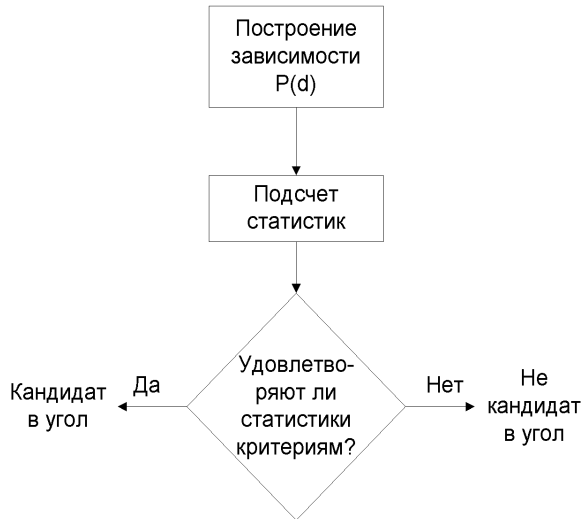 Построение
зависимости
P(d)
Подсчет
статистик
Удовлетво-
ряют ли
статистики
критериям?
Да
Кандидат
в угол
Нет
Не
кандидат
в угол